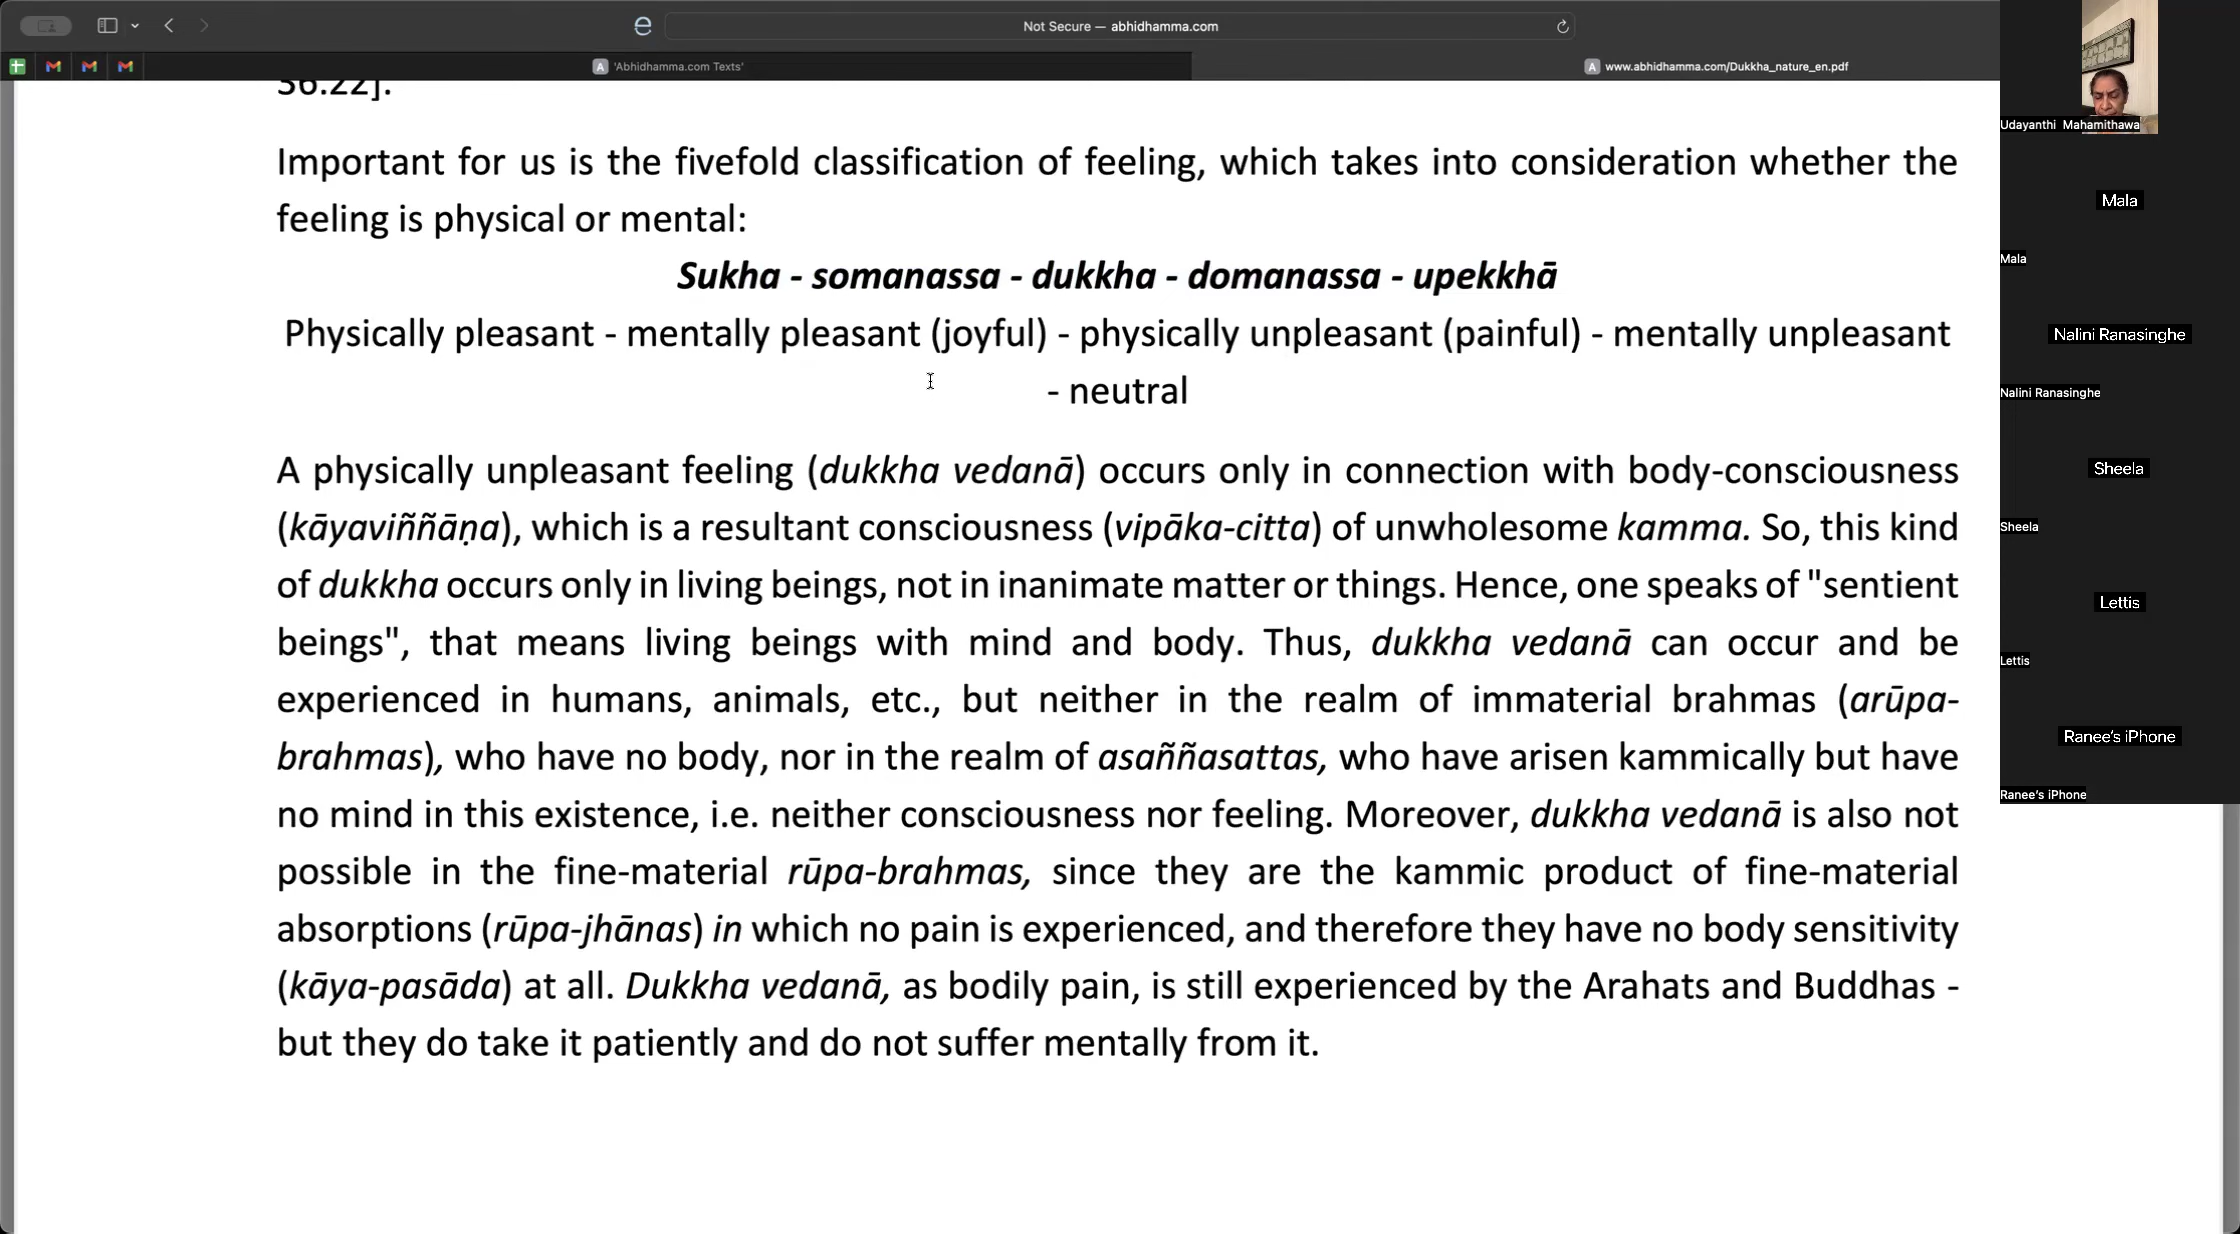 Not Secure — abhidhamma.com
'Abhidhamma.com Texts'
www.abhidhamma.com/Dukkha_nature_en.pdf
36.22].
Important for us is the fivefold classification of feeling, which takes into consideration whether the
feeling is physical or mental:
Sukha - somanassa - dukkha - domanassa - upekkhā
Physically pleasant - mentally pleasant (joyful) - physically unpleasant (painful) - mentally unpleasant
- neutral
A physically unpleasant feeling (dukkha vedanā) occurs only in connection with body-consciousness
(kāyaviññāṇa), which is a resultant consciousness (vipāka-citta) of unwholesome kamma. So, this kind
of dukkha occurs only in living beings, not in inanimate matter or things. Hence, one speaks of "sentient
beings", that means living beings with mind and body. Thus, dukkha vedanā can occur and be
experienced in humans, animals, etc., but neither in the realm of immaterial brahmas (arūpa-
brahmas), who have no body, nor in the realm of asaññasattas, who have arisen kammically but have
no mind in this existence, i.e. neither consciousness nor feeling. Moreover, dukkha vedanā is also not
possible in the fine-material rūpa-brahmas, since they are the kammic product of fine-material
absorptions (rūpa-jhānas) in which no pain is experienced, and therefore they have no body sensitivity
(kāya-pasāda) at all. Dukkha vedanā, as bodily pain, is still experienced by the Arahats and Buddhas -
but they do take it patiently and do not suffer mentally from it.
Udayanthi Mahamithawa
Mala
Mala
Nalini Ranasinghe
Nalini Ranasinghe
Sheela
Sheela
Lettis
Lettis
Ranee's iPhone
Ranee's iPhone